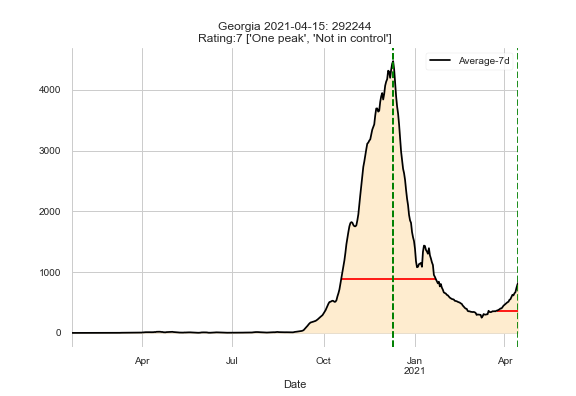 Georgia 2021-04-15: 292244
Rating:7 ['One peak', 'Not in control']
Average-7d
4000
3000
2000
1000
0
Apr
Jul
Oct
Jan
2021
Apr
Date